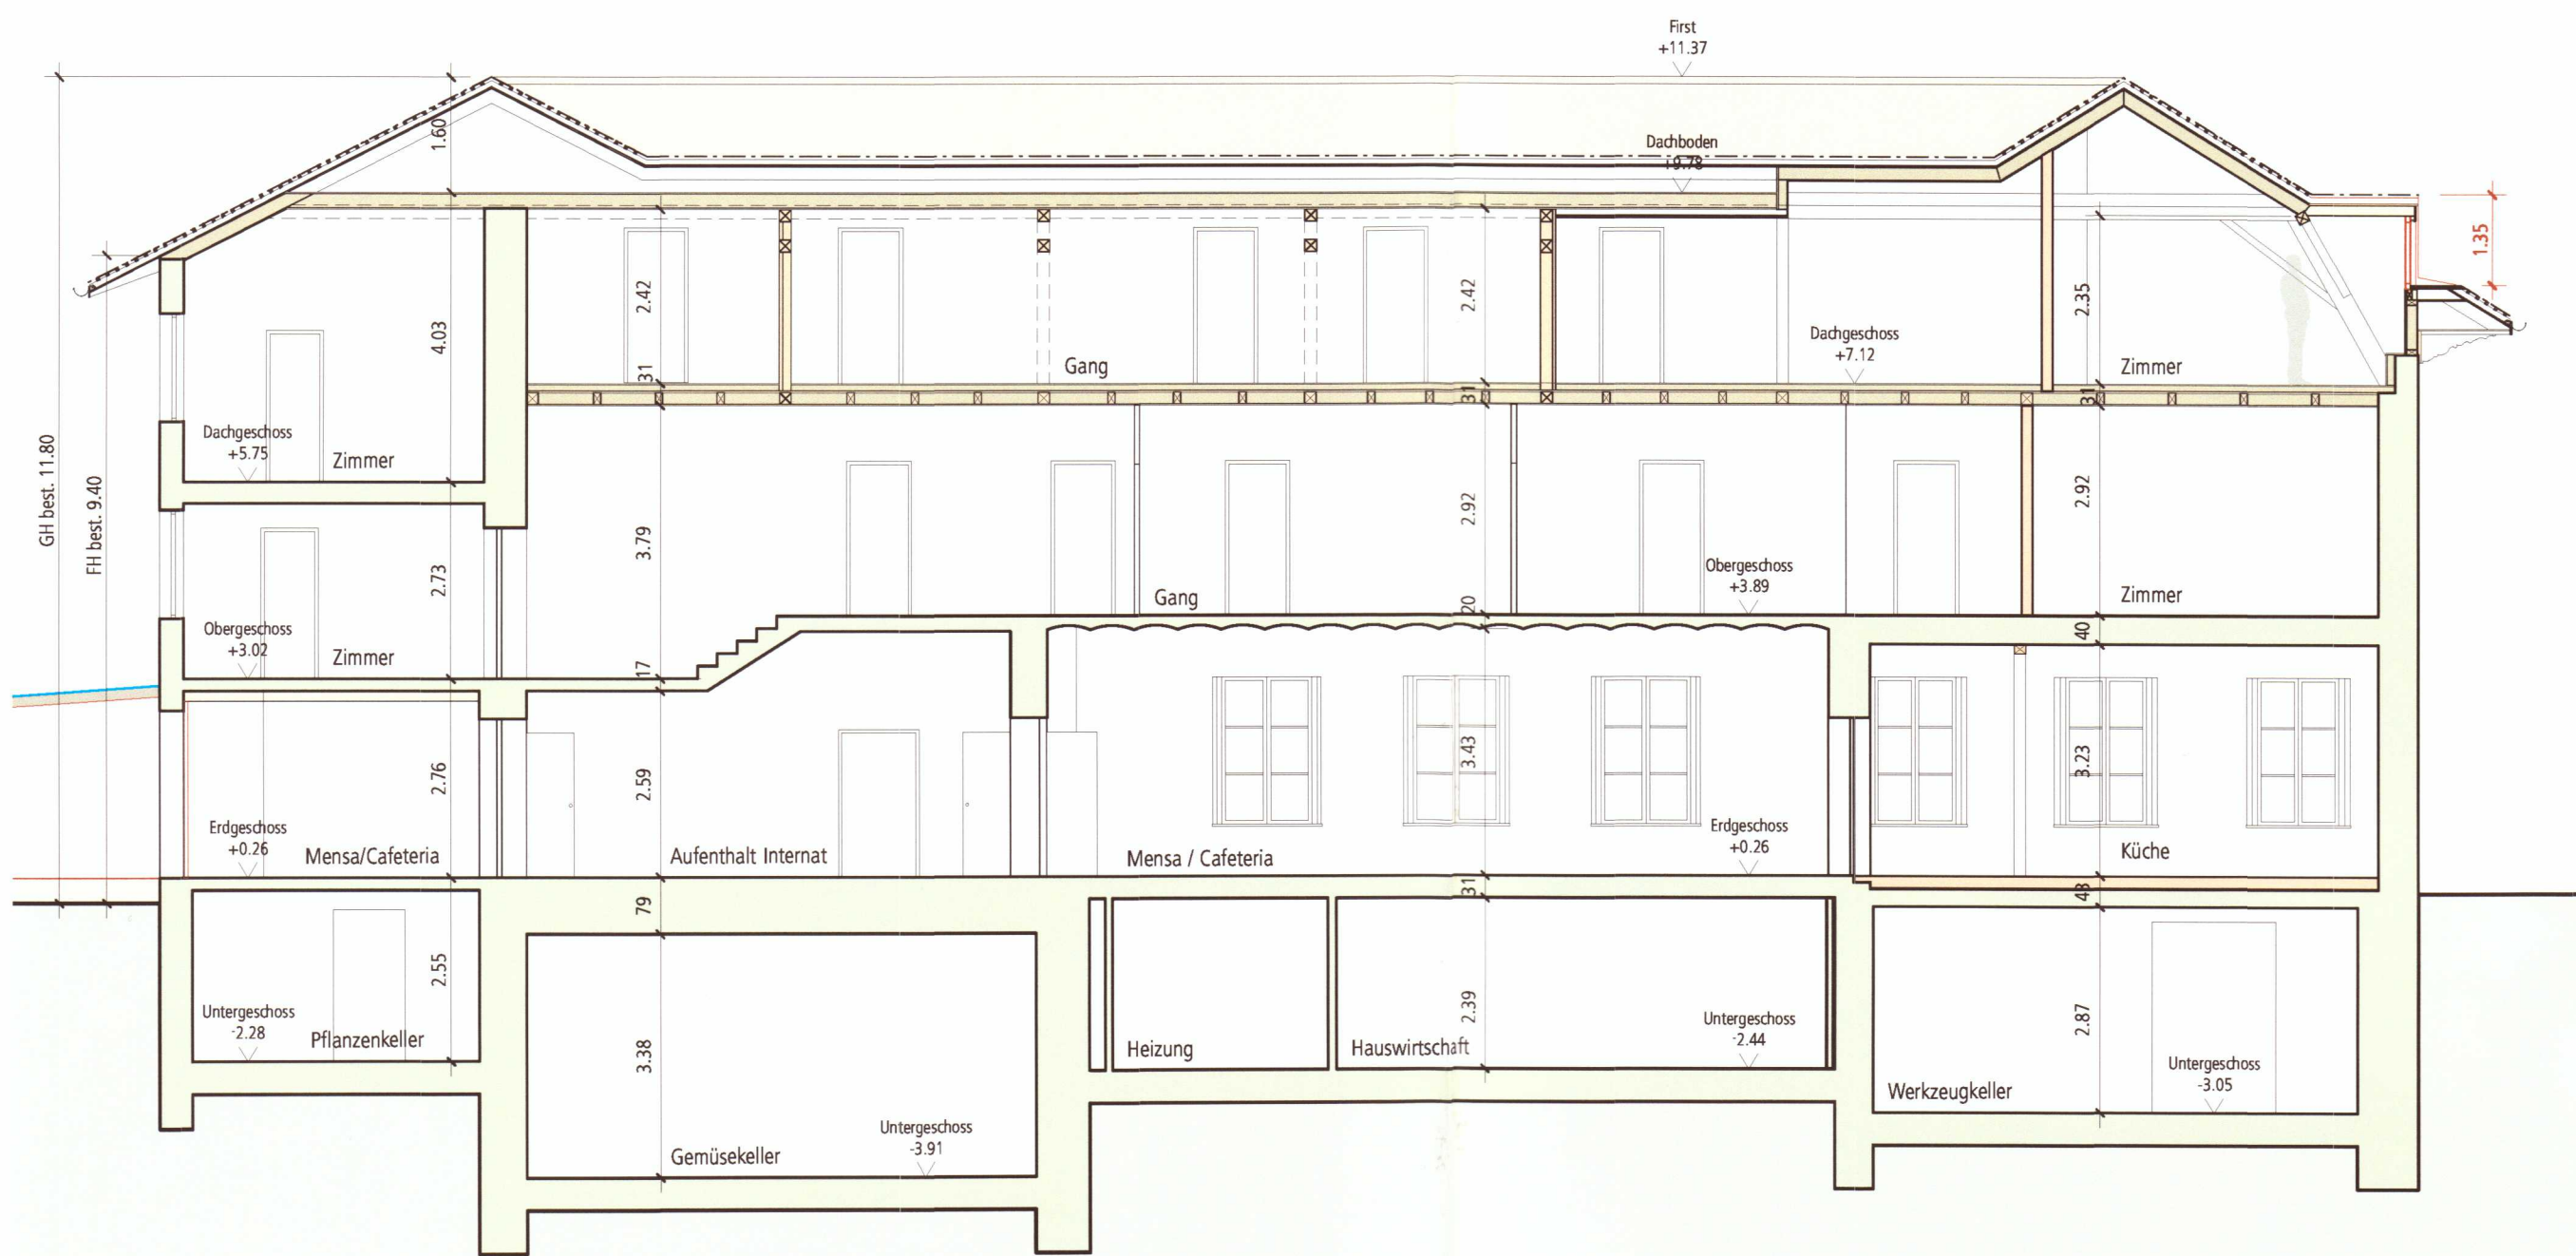 First
+11.37
Dachboden
+9.78
1.60
1.35
2.42
2.42
2.35
4.03
31
Gang
Dachgeschoss
+7.12
Zimmer
31
31
GH best. 11.80
FH best. 9.40
Dachgeschoss
+5.75
Zimmer
3.79
2.92
2.92
2.73
Obergeschoss
+3.89
Gang
20
Zimmer
40
Obergeschoss
+3.02
Zimmer
17
2.76
2.59
3.43
3.23
Erdgeschoss
+0.26
Mensa/Cafeteria
Aufenthalt Internat
Mensa / Cafeteria
Erdgeschoss
+0.26
Küche
79
31
2.55
3.38
2.39
2.87
Untergeschoss
-2.28
Pflanzenkeller
Heizung
Hauswirtschaft
Untergeschoss
-2.44
Untergeschoss
-3.05
Werkzeugkeller
Untergeschoss
-3.91
Gemüsekeller